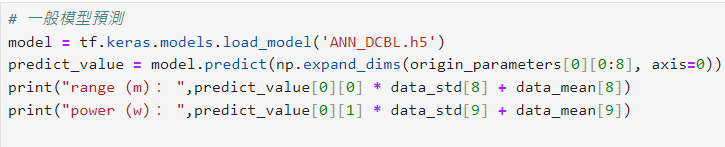 # 一般模型預測
model = tf.keras.models.load_model('ANN_DCBL.h5')
predict_value = model.predict(np.expand_dims(origin_parameters[0][0:8], axis=0))
print("range (m)： ",predict_value[0][0] * data_std[8] + data_mean[8])
print("power (w)： ",predict_value[0][1] * data_std[9] + data_mean[9])